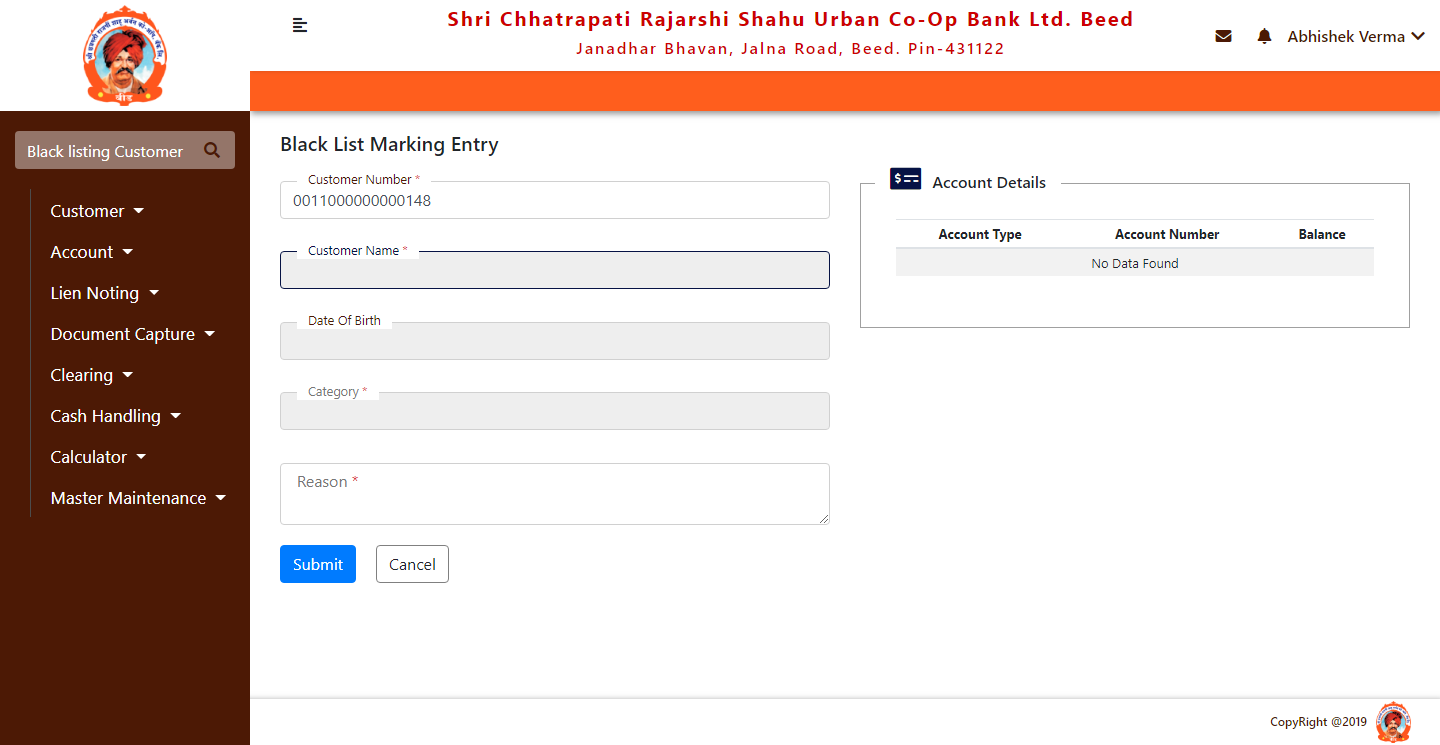 Shri Chhatrapati Rajarshi Shahu Urban Co-Op Bank Ltd. Beed
Janadhar Bhavan, Jalna Road, Beed. Pin-431122
Abhishek Verma
बीड
Black listing Customer
Customer
Account
Lien Noting
Document Capture
Clearing
Cash Handling
Calculator
Master Maintenance
Black List Marking Entry
Customer Number *
0011000000000148
Customer Name *
Date Of Birth
Category *
Reason *
Submit Cancel
Account Details
Account Type Account Number Balance
No Data Found
CopyRight @2019